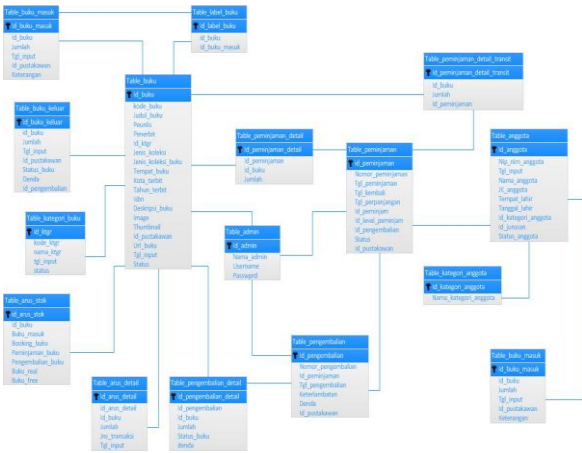 Table_buku_masuk
Id_buku_masuk
Id_buku
Jumlah
Tgl_input
Id_pustakawan
Keterangan
Table_label_buku
Id_label_buku
Id_buku
Id_buku_masuk
Table_buku
Id_buku
kode_buku
Judul_buku
Penulis
Penerbit
Id_ktgr
Jenis_koleksi
Jenis_koleksi_buku
Tempat_buku
Kota_terbit
Tahun_terbit
Isbn
Deskripsi_buku
Image
Thumbnail
Id_pustakawan
Url_buku
Tgl_input
Status
Table_buku_keluar
Id_buku_keluar
Id_buku
Jumlah
Tgl_input
Id_pustakawan
Status_buku
Denda
Id_pengembalian
Table_kategori_buku
Id_ktgr
kode_ktgr
nama_ktgr
tgl_input
status
Table_arus_stok
Id_arus_stok
Id_buku
Buku_masuk
Booking_buku
Peminjaman_buku
Pengembalian_buku
Buku_real
Buku_free
Table_arus_detail
Id_arus_detail
Id_arus_detail
Id_buku
Jumlah
Jns_transaksi
Tgl_input
Table_pengembalian_detail
Id_pengembalian_detail
Id_pengembalian
Id_buku
Jumlah
Status_buku
denda
Table_peminjaman_detail
Id_peminjaman_detail
Id_peminjaman
Id_buku
Jumlah
Table_admin
Id_admin
Nama_admin
Username
Table_pengembalian
Id_pengembalian
Nomor_pengembalian
Id_peminjaman
Tgl_pengembalian
Keterlambatan
Denda
Id_pustakawan
Table_peminjaman
Id_peminjaman
Nomor_peminjaman
Tgl_peminjaman
Tgl_kembali
Tgl_perpanjangan
Id_peminjam
Id_level_peminjam
Id_pengembalian
Status
Id_pustakawan
Table_peminjaman_detail_transit
Id_peminjaman_detail_transit
Id_buku
Jumlah
Id_peminjaman
Table_anggota
Id_anggota
Nip_nim_anggota
Tgl_input
Nama_anggota
JK_anggota
Tempat_lahir
Tanggal_lahir
Id_kategori_anggota
Id_jurusan
Status_anggota
Table_kategori_anggota
Id_kategori_anggota
Nama_kategori_anggota
Table_buku_masuk
Id_buku_masuk
Id_buku
Jumlah
Tgl_input
Id_pustakawan
Keterangan